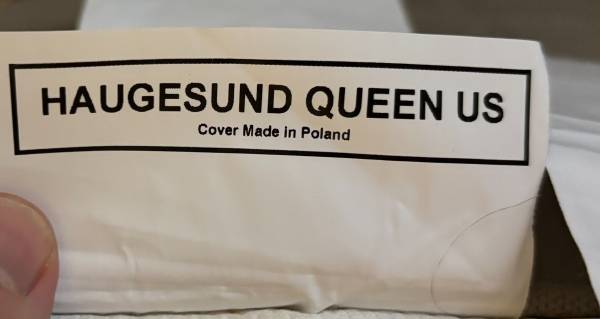 HAUGESUND QUEEN US
Cover Made in Poland